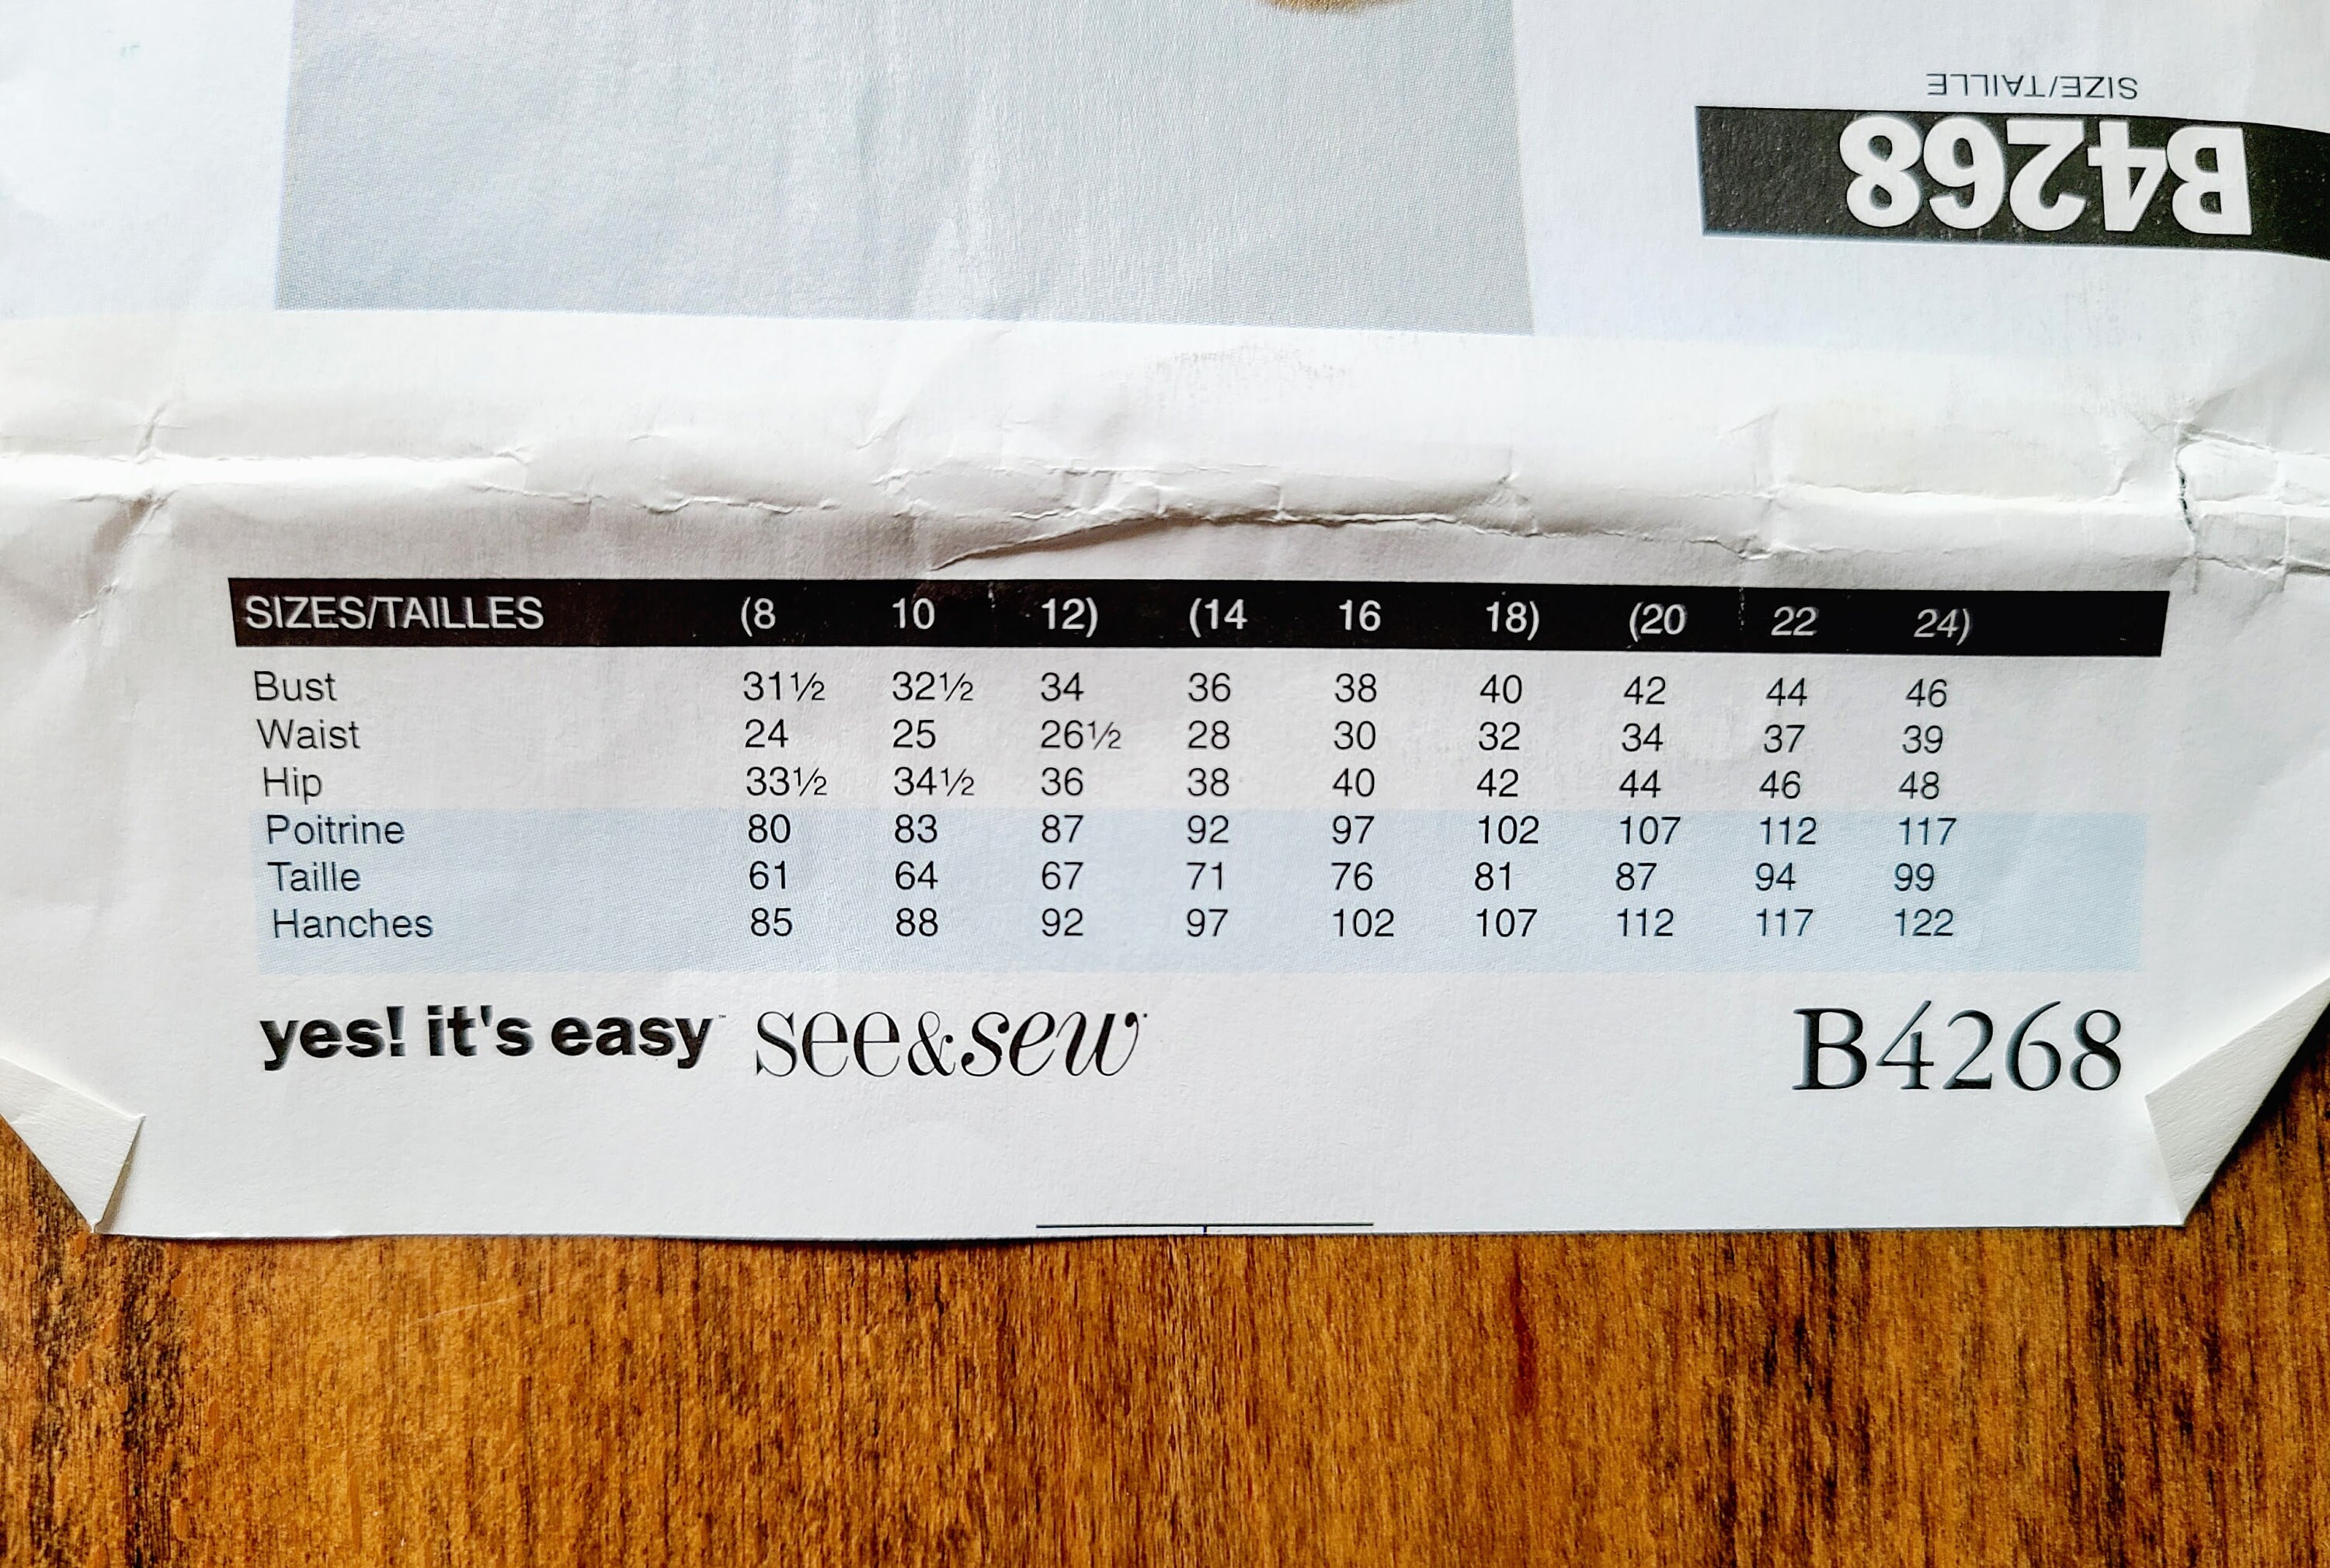 SIZE/TAILLE
B4268
SIZES/TAILLES (8 10 12) (14 16 18) (20 22 24)
Bust 31½ 32½ 34 36 38 40 42 44 46
Waist 24 25 26½ 28 30 32 34 37 39
Hip 33½ 34½ 36 38 40 42 44 46 48
Poitrine 80 83 87 92 97 102 107 112 117
Taille 61 64 67 71 76 81 87 94 99
Hanches 85 88 92 97 102 107 112 117 122
yes! it's easy™ see&sew B4268